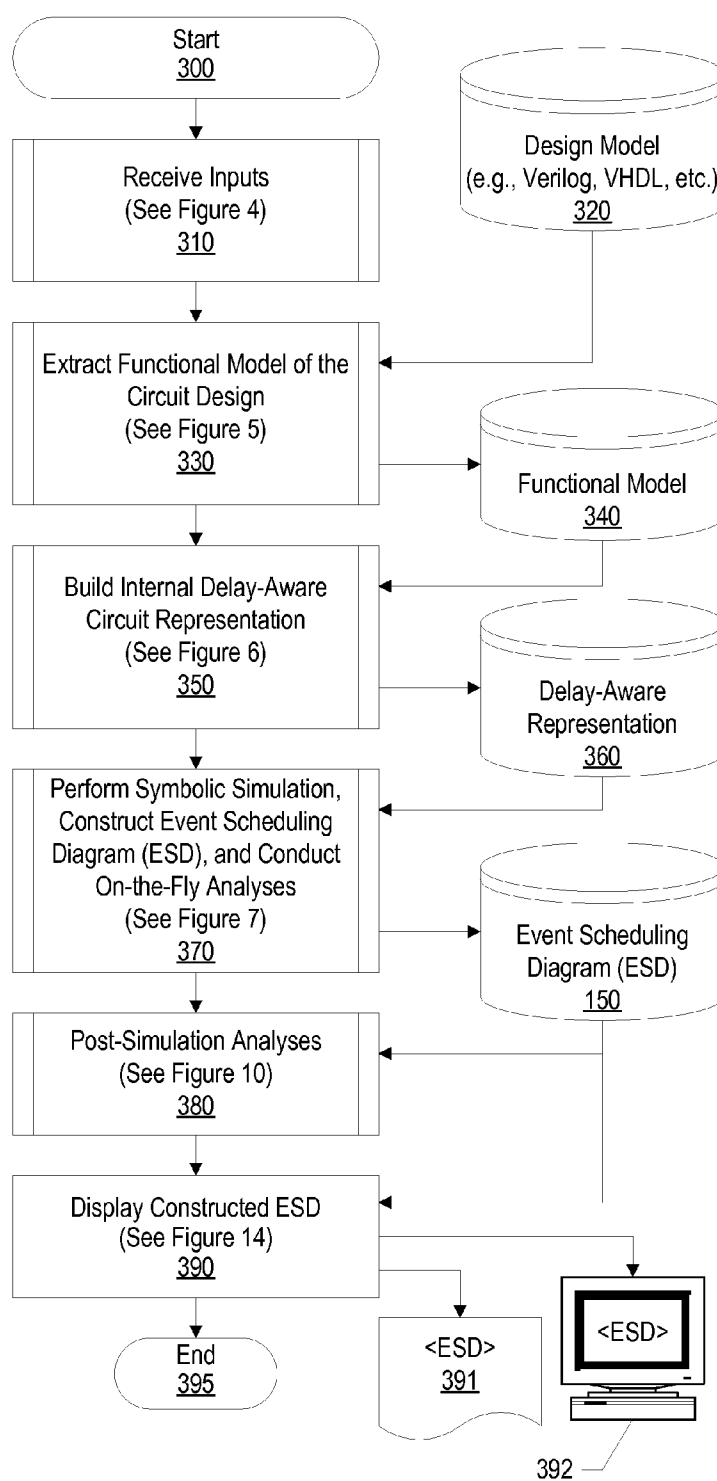 Start
300
Design Model
(e.g., Verilog, VHDL, etc.)
320
Receive Inputs
(See Figure 4)
310
Extract Functional Model of the
Circuit Design
(See Figure 5)
330
Functional Model
340
Build Internal Delay-Aware
Circuit Representation
(See Figure 6)
350
Delay-Aware
Representation
360
Perform Symbolic Simulation,
Construct Event Scheduling
Diagram (ESD), and Conduct
On-the-Fly Analyses
(See Figure 7)
370
Event Scheduling
Diagram (ESD)
150
Post-Simulation Analyses
(See Figure 10)
380
Display Constructed ESD
(See Figure 14)
390
End
395
<ESD>
391
<ESD>
392